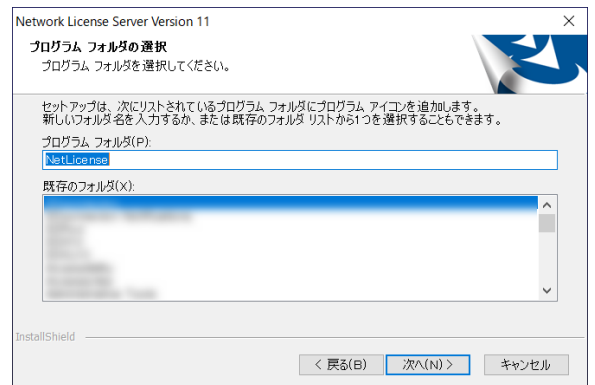 Network License Server Version 11
プログラム フォルダの選択
プログラム フォルダを選択してください。
セットアップは、次にリストされているプログラム フォルダにプログラム アイコンを追加します。
新しいフォルダ名を入力するか、または既存のフォルダ リストから1つを選択することもできます。
プログラム フォルダ(P):
NetLicense
既存のフォルダ(X):
InstallShield
< 戻る(B)
次へ(N) >
キャンセル